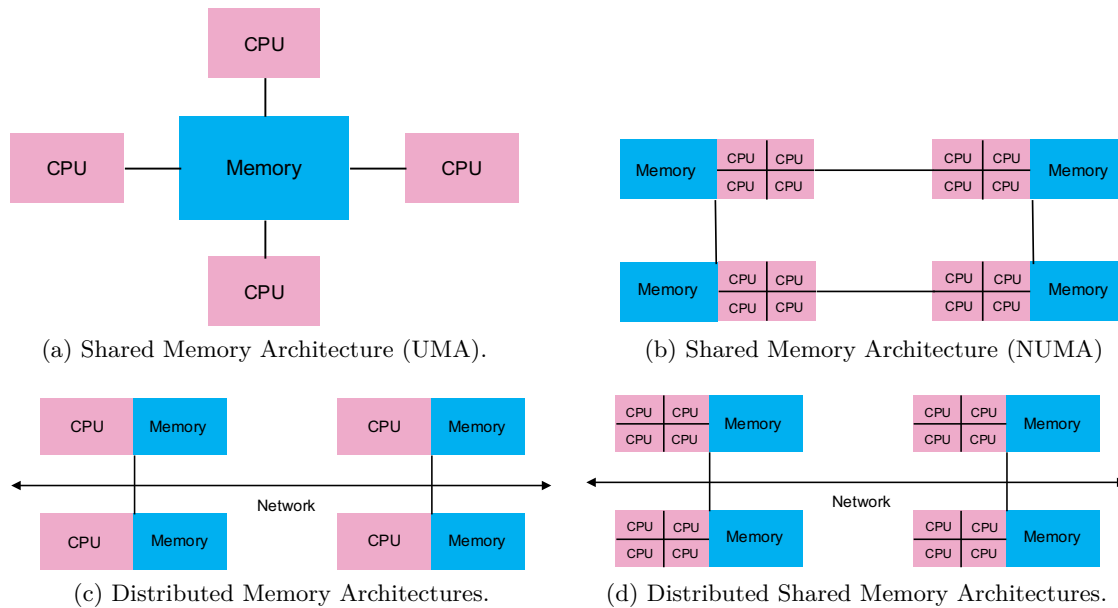 CPU
CPU
Memory
CPU
CPU
(a) Shared Memory Architecture (UMA).
Memory CPU CPU CPU CPU Memory
CPU CPU CPU CPU
Memory CPU CPU CPU CPU Memory
CPU CPU CPU CPU
(b) Shared Memory Architecture (NUMA)
CPU Memory CPU Memory
Network
CPU Memory CPU Memory
(c) Distributed Memory Architectures.
CPU CPU Memory CPU CPU Memory
CPU CPU CPU CPU
Network
CPU CPU Memory CPU CPU Memory
CPU CPU CPU CPU
(d) Distributed Shared Memory Architectures.